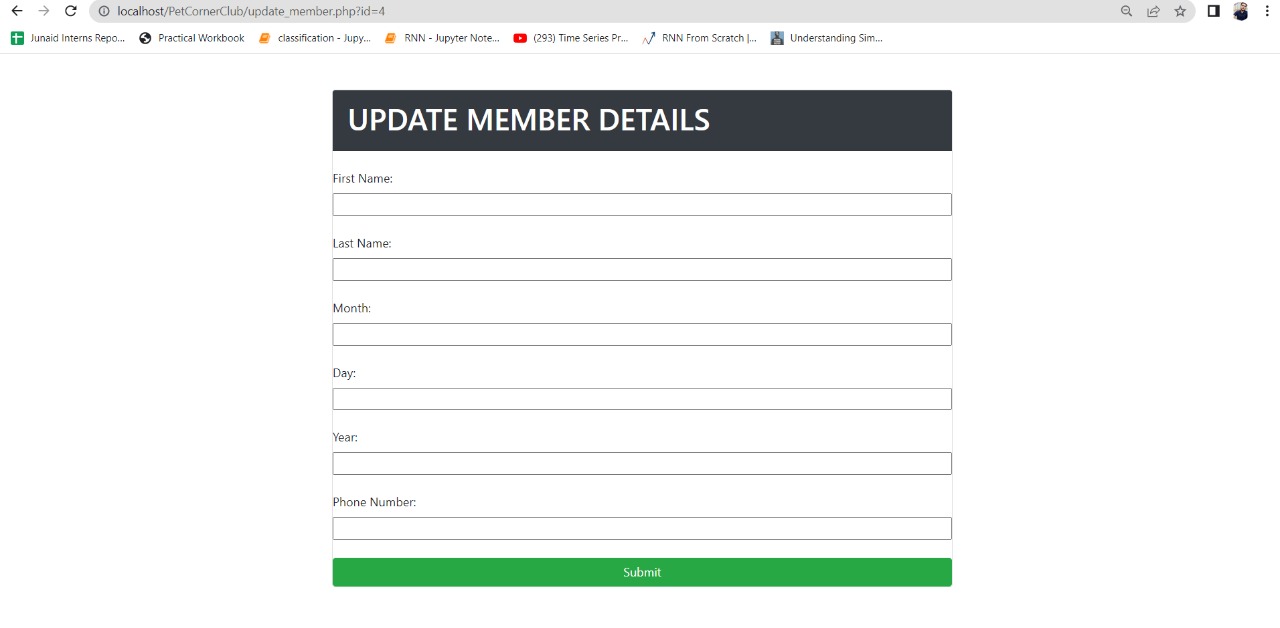 localhost/PetCornerClub/update_member.php?id=4
Junaid Interns Repo... Practical Workbook classification - Jupy... RNN - Jupyter Note... (293) Time Series Pr... RNN From Scratch |... Understanding Sim...
UPDATE MEMBER DETAILS
First Name:
Last Name:
Month:
Day:
Year:
Phone Number:
Submit